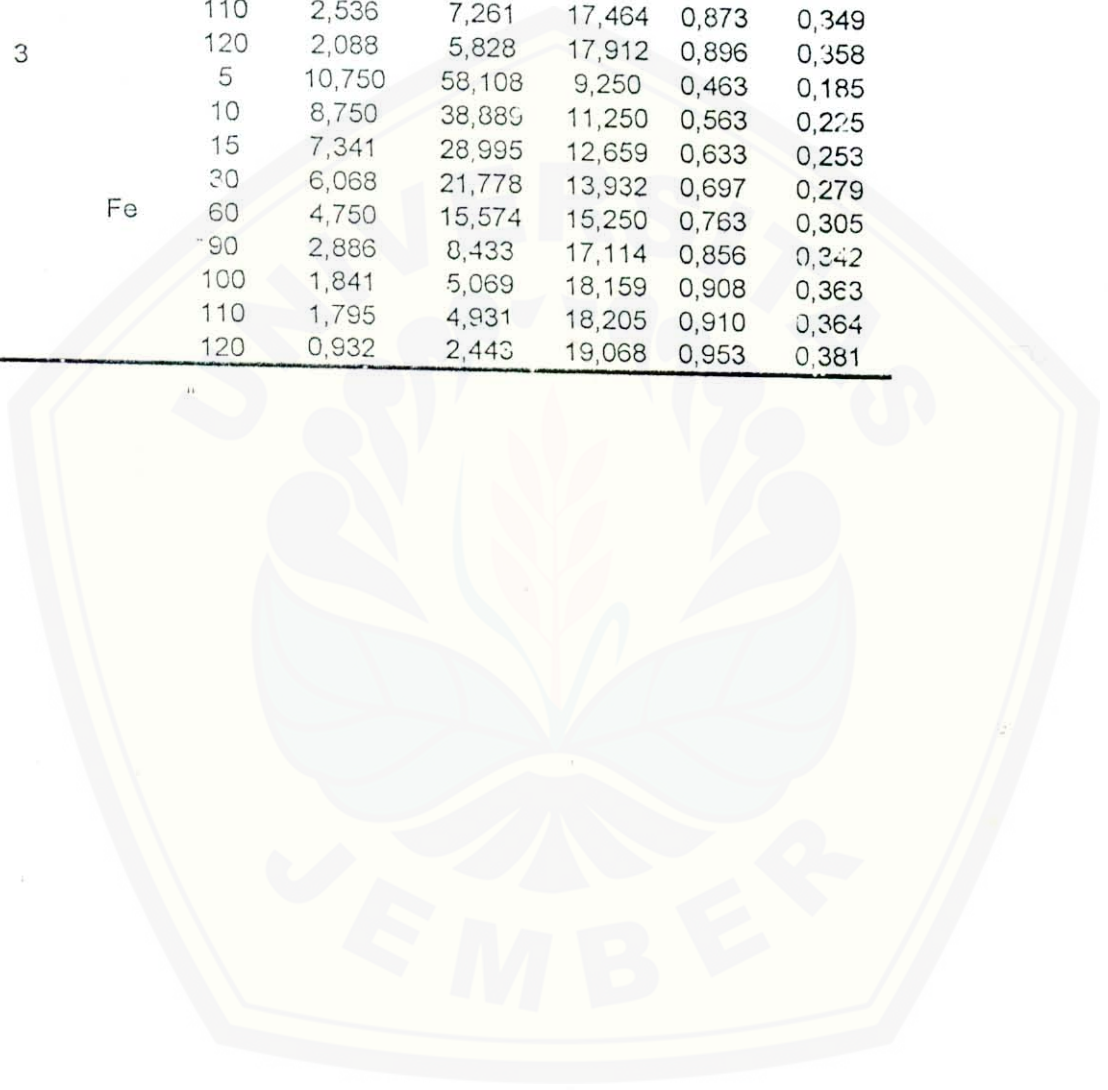 110 2,536 7,261 17,464 0,873 0,349
3 120 2,088 5,828 17,912 0,896 0,358
5 10,750 58,108 9,250 0,463 0,185
10 8,750 38,889 11,250 0,563 0,225
15 7,341 28,995 12,659 0,633 0,253
30 6,068 21,778 13,932 0,697 0,279
Fe 60 4,750 15,574 15,250 0,763 0,305
90 2,886 8,433 17,114 0,856 0,342
100 1,841 5,069 18,159 0,908 0,363
110 1,795 4,931 18,205 0,910 0,364
120 0,932 2,443 19,068 0,953 0,381
UNIVERSITAS
JEMBER